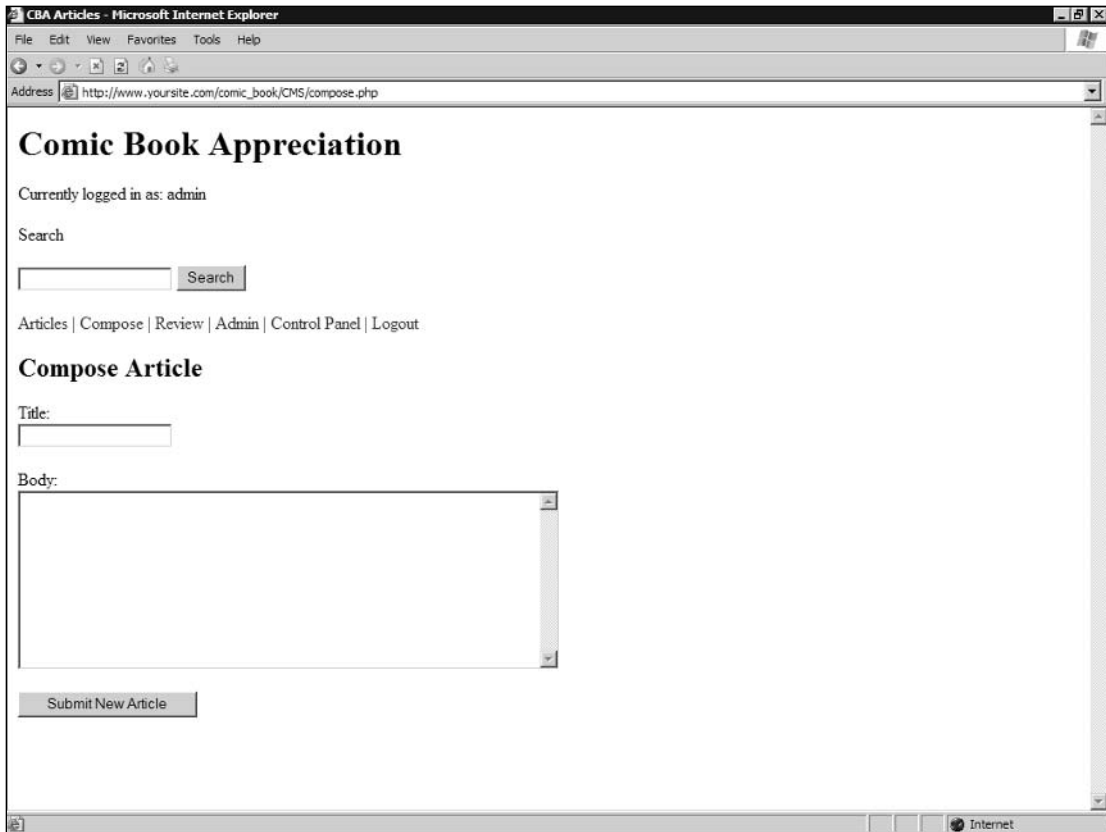 CBA Articles - Microsoft Internet Explorer
File Edit View Favorites Tools Help
Address http://www.yoursite.com/comic_book/CMS/compose.php
Comic Book Appreciation
Currently logged in as: admin
Search
Search
Articles | Compose | Review | Admin | Control Panel | Logout
Compose Article
Title:
Body:
Submit New Article
Internet